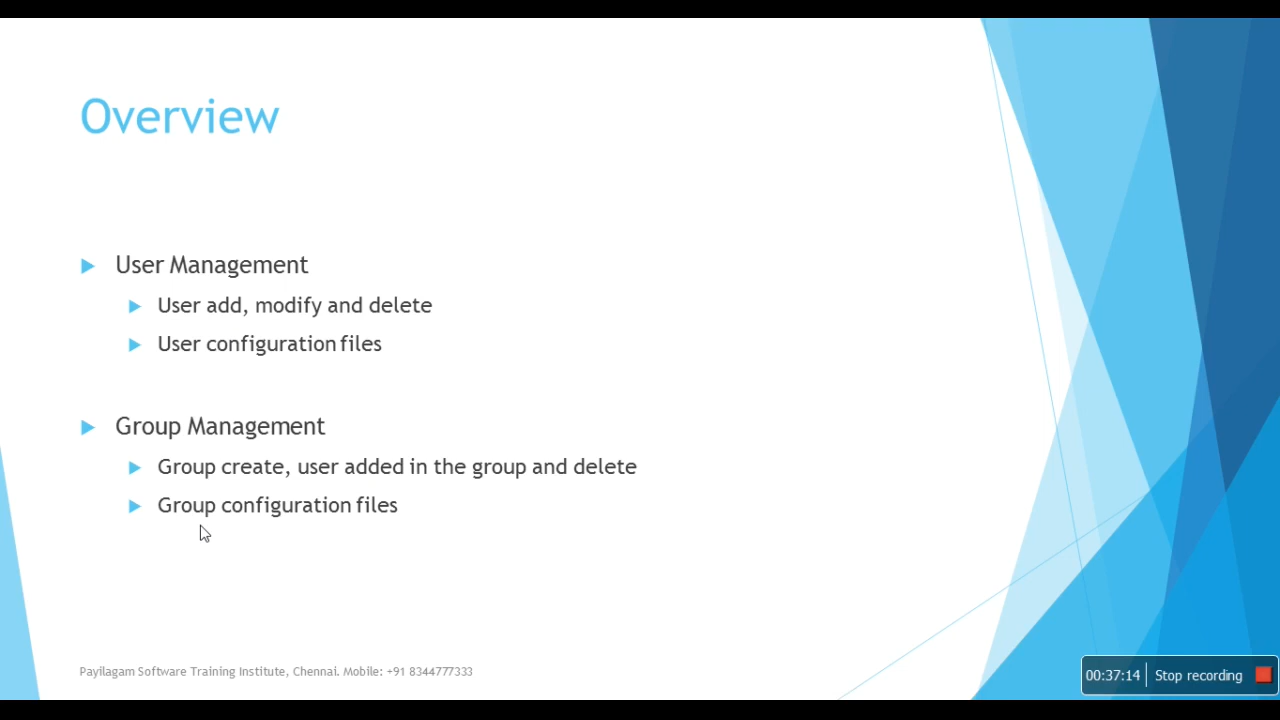 Overview
User Management
User add, modify and delete
User configuration files
Group Management
Group create, user added in the group and delete
Group configuration files
Payilagam Software Training Institute, Chennai. Mobile: +91 8344777333
00:37:14 Stop recording